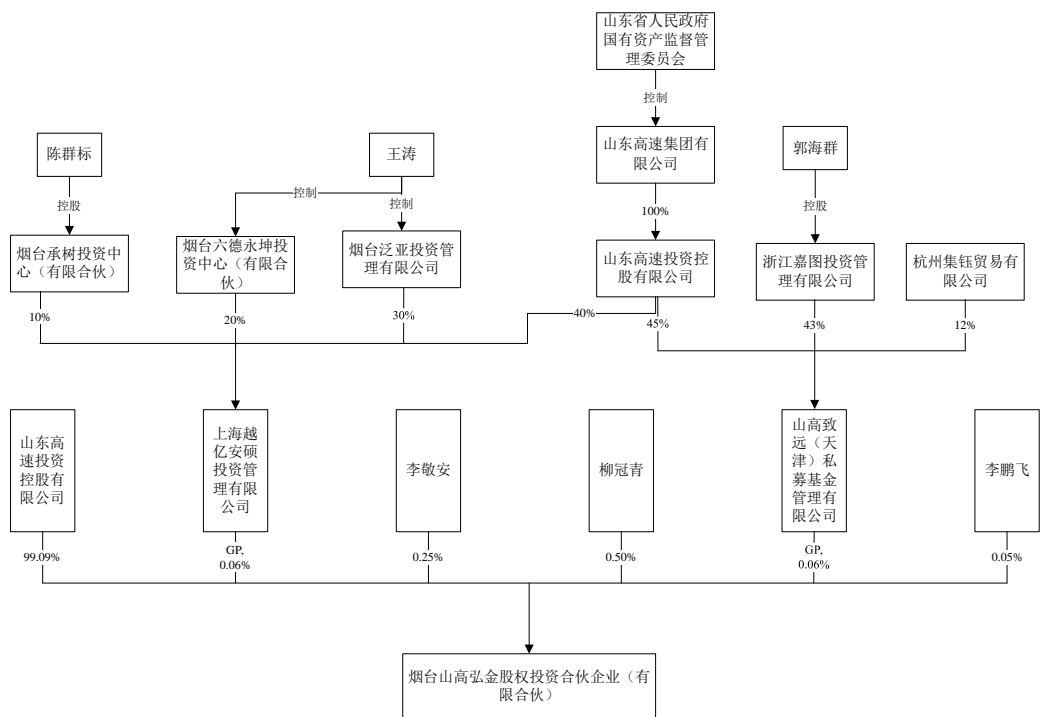 山东省人民政府
国有资产监督管
理委员会
控制
陈群标
王涛
山东高速集团有
限公司
郭海群
控股
控制
控制
100%
控股
烟台承树投资中
心（有限合伙）
烟台六德永坤投
资中心（有限合
伙）
烟台泛亚投资管
理有限公司
山东高速投资控
股有限公司
浙江嘉图投资管
理有限公司
杭州集钰贸易有
限公司
10%
20%
30%
40%
45%
43%
12%
山东高
速投资
控股有
限公司
上海越
亿安硕
投资管
理有限
公司
李敬安
柳冠青
山高致
远（天
津）私
募基金
管理有
限公司
李鹏飞
99.09%
GP,
0.06%
0.25%
0.50%
GP,
0.06%
0.05%
烟台山高弘金股权投资合伙企业（有
限合伙）